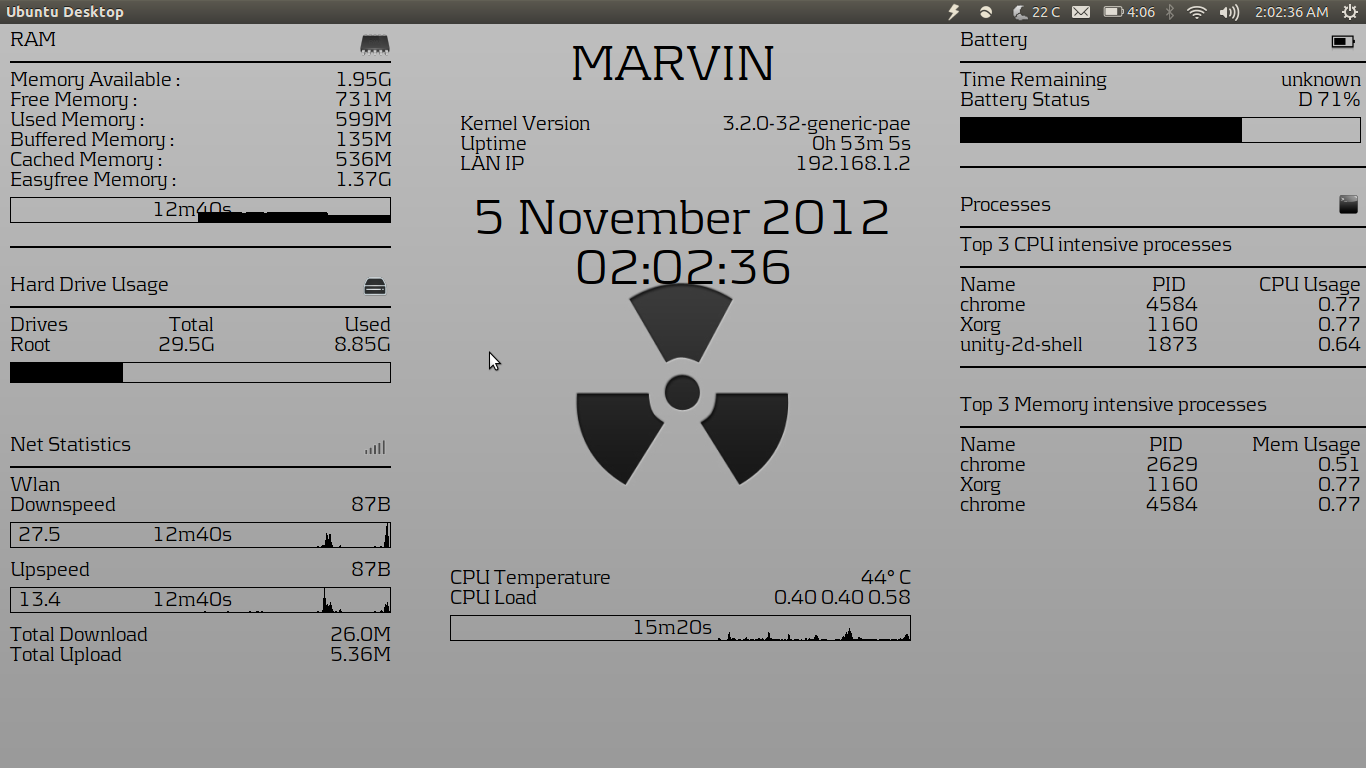 Ubuntu Desktop 22 C 4:06 2:02:36 AM
RAM
Memory Available : 1.95G
Free Memory : 731M
Used Memory : 599M
Buffered Memory : 135M
Cached Memory : 536M
Easyfree Memory : 1.37G
12m40s
Hard Drive Usage
Drives Total Used
Root 29.5G 8.85G
Net Statistics
Wlan
Downspeed 87B
27.5 12m40s
Upspeed 87B
13.4 12m40s
Total Download 26.0M
Total Upload 5.36M
MARVIN
Kernel Version 3.2.0-32-generic-pae
Uptime 0h 53m 5s
LAN IP 192.168.1.2
5 November 2012
02:02:36
CPU Temperature 44° C
CPU Load 0.40 0.40 0.58
15m20s
Battery
Time Remaining unknown
Battery Status D 71%
Processes
Top 3 CPU intensive processes
Name PID CPU Usage
chrome 4584 0.77
Xorg 1160 0.77
unity-2d-shell 1873 0.64
Top 3 Memory intensive processes
Name PID Mem Usage
chrome 2629 0.51
Xorg 1160 0.77
chrome 4584 0.77